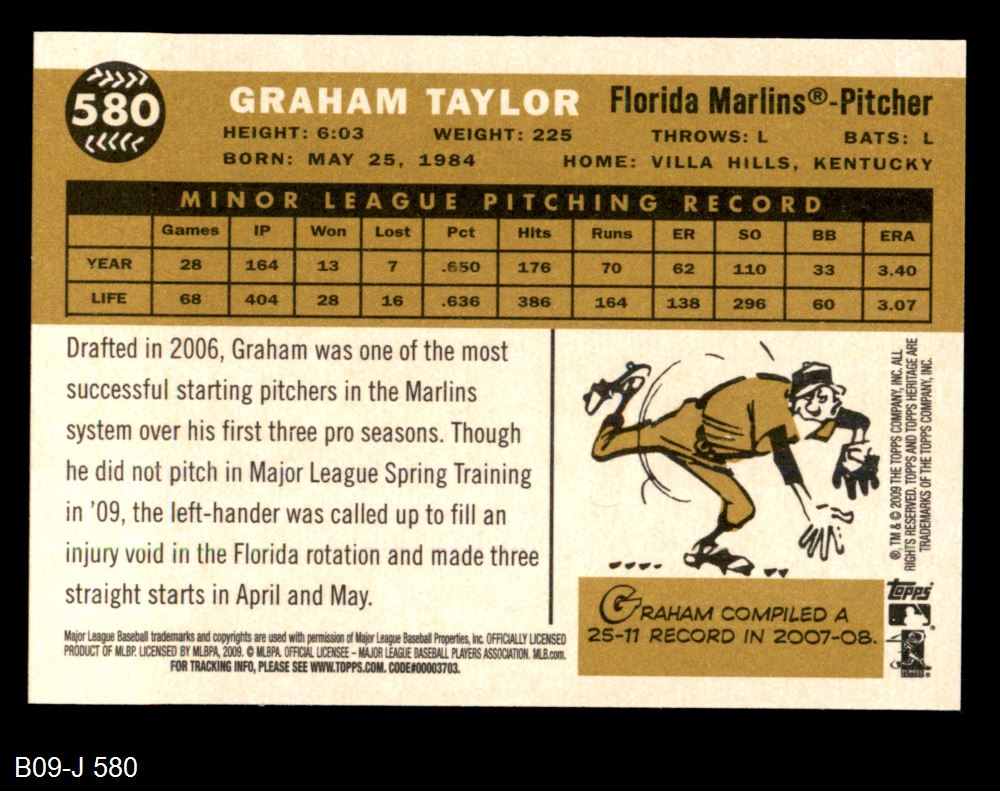 580
GRAHAM TAYLOR Florida Marlins®-Pitcher
HEIGHT: 6:03 WEIGHT: 225 THROWS: L BATS: L
BORN: MAY 25, 1984 HOME: VILLA HILLS, KENTUCKY
MINOR LEAGUE PITCHING RECORD
Games IP Won Lost Pct Hits Runs ER SO BB ERA
YEAR 28 164 13 7 .650 176 70 62 110 33 3.40
LIFE 68 404 28 16 .636 386 164 138 296 60 3.07
Drafted in 2006, Graham was one of the most
successful starting pitchers in the Marlins
system over his first three pro seasons. Though
he did not pitch in Major League Spring Training
in '09, the left-hander was called up to fill an
injury void in the Florida rotation and made three
straight starts in April and May.
Major League Baseball trademarks and copyrights are used with permission of Major League Baseball Properties, Inc. OFFICIALLY LICENSED
PRODUCT OF MLBP. LICENSED BY MLBPA, 2009. © MLBPA. OFFICIAL LICENSEE – MAJOR LEAGUE BASEBALL PLAYERS ASSOCIATION. MLB.com.
FOR TRACKING INFO, PLEASE SEE WWW.TOPPS.COM. CODE#00003703.
GRAHAM COMPILED A
25-11 RECORD IN 2007-08.
®, TM & © 2009 THE TOPPS COMPANY, INC. ALL
RIGHTS RESERVED. TOPPS AND TOPPS HERITAGE ARE
TRADEMARKS OF THE TOPPS COMPANY, INC.
topps
B09-J 580